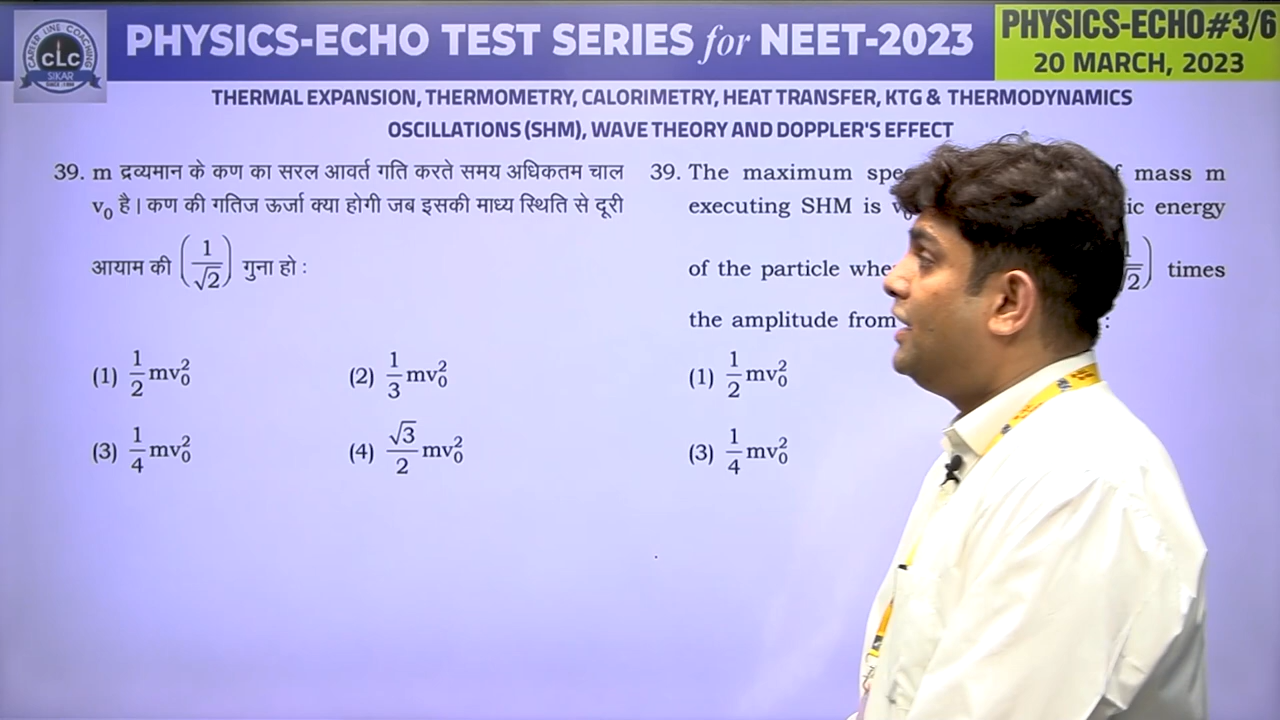 CAREER LINE COACHING
CLC
SIKAR
SINCE :1996
PHYSICS-ECHO TEST SERIES for NEET-2023
PHYSICS-ECHO#3/6
20 MARCH, 2023
THERMAL EXPANSION, THERMOMETRY, CALORIMETRY, HEAT TRANSFER, KTG & THERMODYNAMICS
OSCILLATIONS (SHM), WAVE THEORY AND DOPPLER'S EFFECT
39. m द्रव्यमान के कण का सरल आवर्त गति करते समय अधिकतम चाल
v₀ है। कण की गतिज ऊर्जा क्या होगी जब इसकी माध्य स्थिति से दूरी
आयाम की (1/√2) गुना हो :
(1) 1/2 mv₀² (2) 1/3 mv₀²
(3) 1/4 mv₀² (4) √3/2 mv₀²
39. The maximum mass m
executing SHM is energy
of the particle times
the amplitude from :
(1) 1/2 mv₀²
(3) 1/4 mv₀²